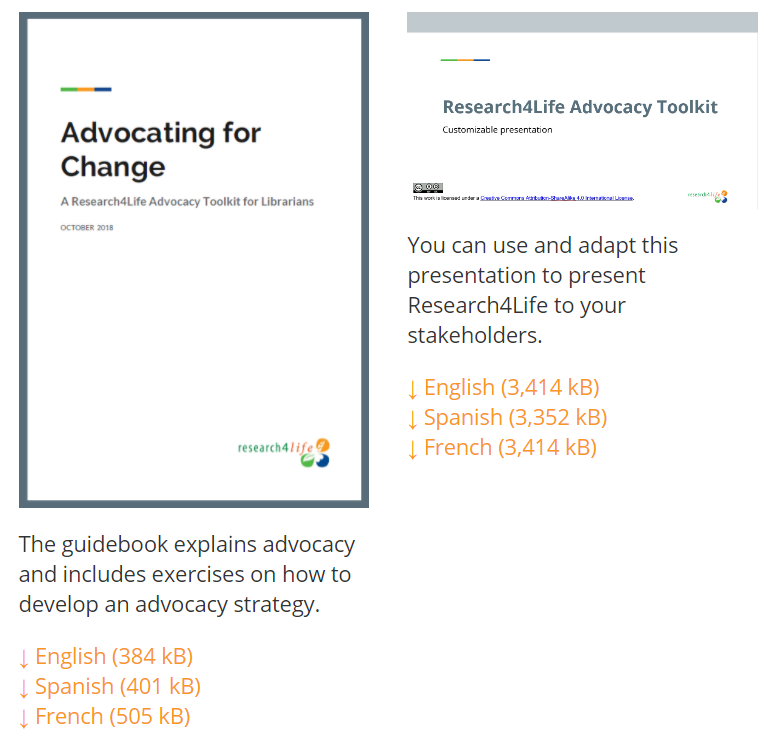 Advocating for
Change
A Research4Life Advocacy Toolkit for Librarians
OCTOBER 2018
research4life
The guidebook explains advocacy
and includes exercises on how to
develop an advocacy strategy.
↓ English (384 kB)
↓ Spanish (401 kB)
↓ French (505 kB)
Research4Life Advocacy Toolkit
Customizable presentation
This work is licensed under a Creative Commons Attribution-ShareAlike 4.0 International License.
research4life
You can use and adapt this
presentation to present
Research4Life to your
stakeholders.
↓ English (3,414 kB)
↓ Spanish (3,352 kB)
↓ French (3,414 kB)